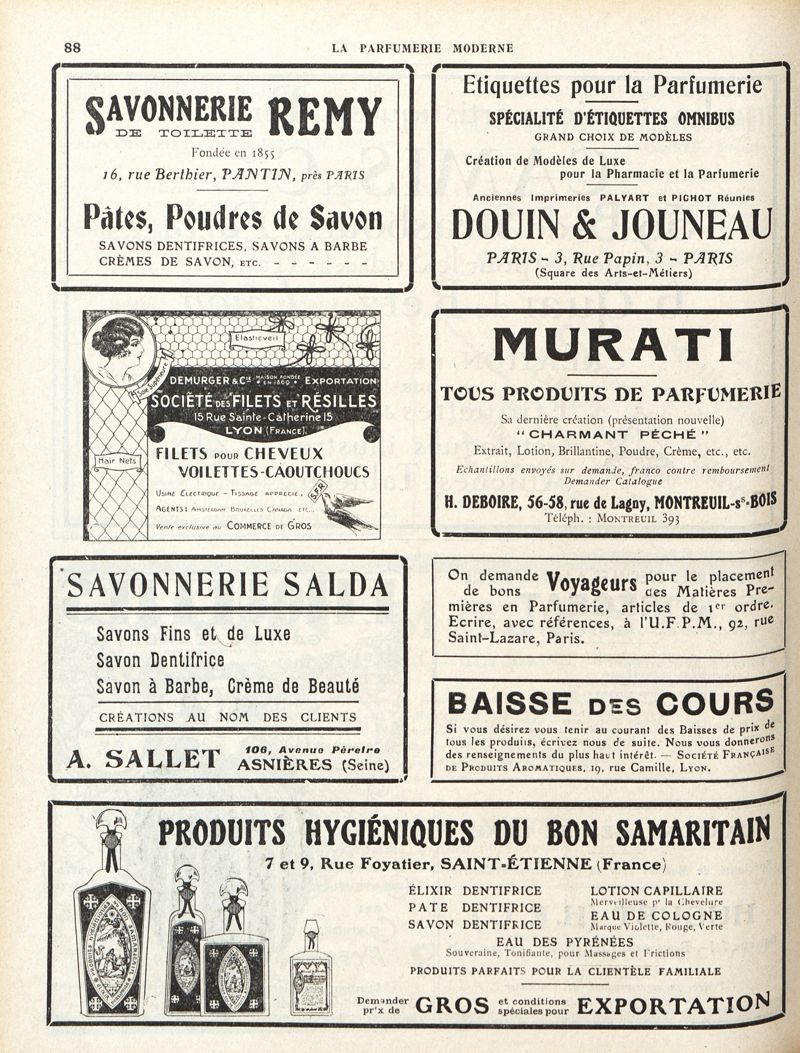 88
LA PARFUMERIE MODERNE
SAVONNERIE REMY
DE TOILETTE
Fondée en 1855
16, rue Berthier, PANTIN, près PARIS
Pâtes, Poudres de Savon
SAVONS DENTIFRICES, SAVONS A BARBE
CRÈMES DE SAVON, ETC. - - - - - -
Etiquettes pour la Parfumerie
SPÉCIALITÉ D'ÉTIQUETTES OMNIBUS
GRAND CHOIX DE MODÈLES
Création de Modèles de Luxe
pour la Pharmacie et la Parfumerie
Anciennes Imprimeries PALYART et PICHOT Réunies
DOUIN & JOUNEAU
PARIS - 3, Rue Papin, 3 - PARIS
(Square des Arts-et-Métiers)
Elasticveil
DEMURGER & Cie MAISON FONDÉE EN 1869 EXPORTATION
SOCIÉTÉ DES FILETS ET RÉSILLES
15 Rue Sainte-Catherine 15
LYON (FRANCE)
Hair Nets
FILETS POUR CHEVEUX
VOILETTES-CAOUTCHOUCS
USINE ELECTRIQUE - TISSAGE APPRECIE.
S.F.R
AGENTS: AMSTERDAM BRUXELLES CANADA ETC...
Vente exclusive au COMMERCE DE GROS
MURATI
TOUS PRODUITS DE PARFUMERIE
Sa dernière création (présentation nouvelle)
"CHARMANT PÉCHÉ"
Extrait, Lotion, Brillantine, Poudre, Crème, etc., etc.
Echantillons envoyés sur demande, franco contre remboursement
Demander Catalogue
H. DEBOIRE, 56-58, rue de Lagny, MONTREUIL-s-s-BOIS
Téléph. : MONTREUIL 393
SAVONNERIE SALDA
Savons Fins et de Luxe
Savon Dentifrice
Savon à Barbe, Crème de Beauté
CRÉATIONS AU NOM DES CLIENTS
A. SALLET 106, Avenue Péreire
ASNIÈRES (Seine)
On demande de bons Voyageurs pour le placement des Matières Pre-
mières en Parfumerie, articles de 1er ordre.
Ecrire, avec références, à l'U.F.P.M., 92, rue
Saint-Lazare, Paris.
BAISSE DES COURS
Si vous désirez vous tenir au courant des Baisses de prix de
tous les produits, écrivez nous de suite. Nous vous donnerons
des renseignements du plus haut intérêt. — SOCIÉTÉ FRANÇAISE
DE PRODUITS AROMATIQUES, 19, rue Camille, LYON.
PRODUITS HYGIÉNIQUES DU BON SAMARITAIN
7 et 9, Rue Foyatier, SAINT-ÉTIENNE (France)
ÉLIXIR DENTIFRICE
PATE DENTIFRICE
SAVON DENTIFRICE
LOTION CAPILLAIRE
Merveilleuse pr la Chevelure
EAU DE COLOGNE
Marque Violette, Rouge, Verte
EAU DES PYRÉNÉES
Souveraine, Tonifiante, pour Massages et Frictions
PRODUITS PARFAITS POUR LA CLIENTÈLE FAMILIALE
Demander prix de GROS et conditions spéciales pour EXPORTATION